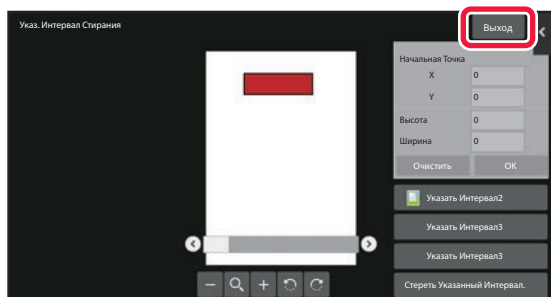 Указ. Интервал Стирания
Выход
Начальная Точка
X 0
Y 0
Высота 0
Ширина 0
Очистить OK
Указать Интервал2
Указать Интервал3
Указать Интервал3
Стереть Указанный Интервал.